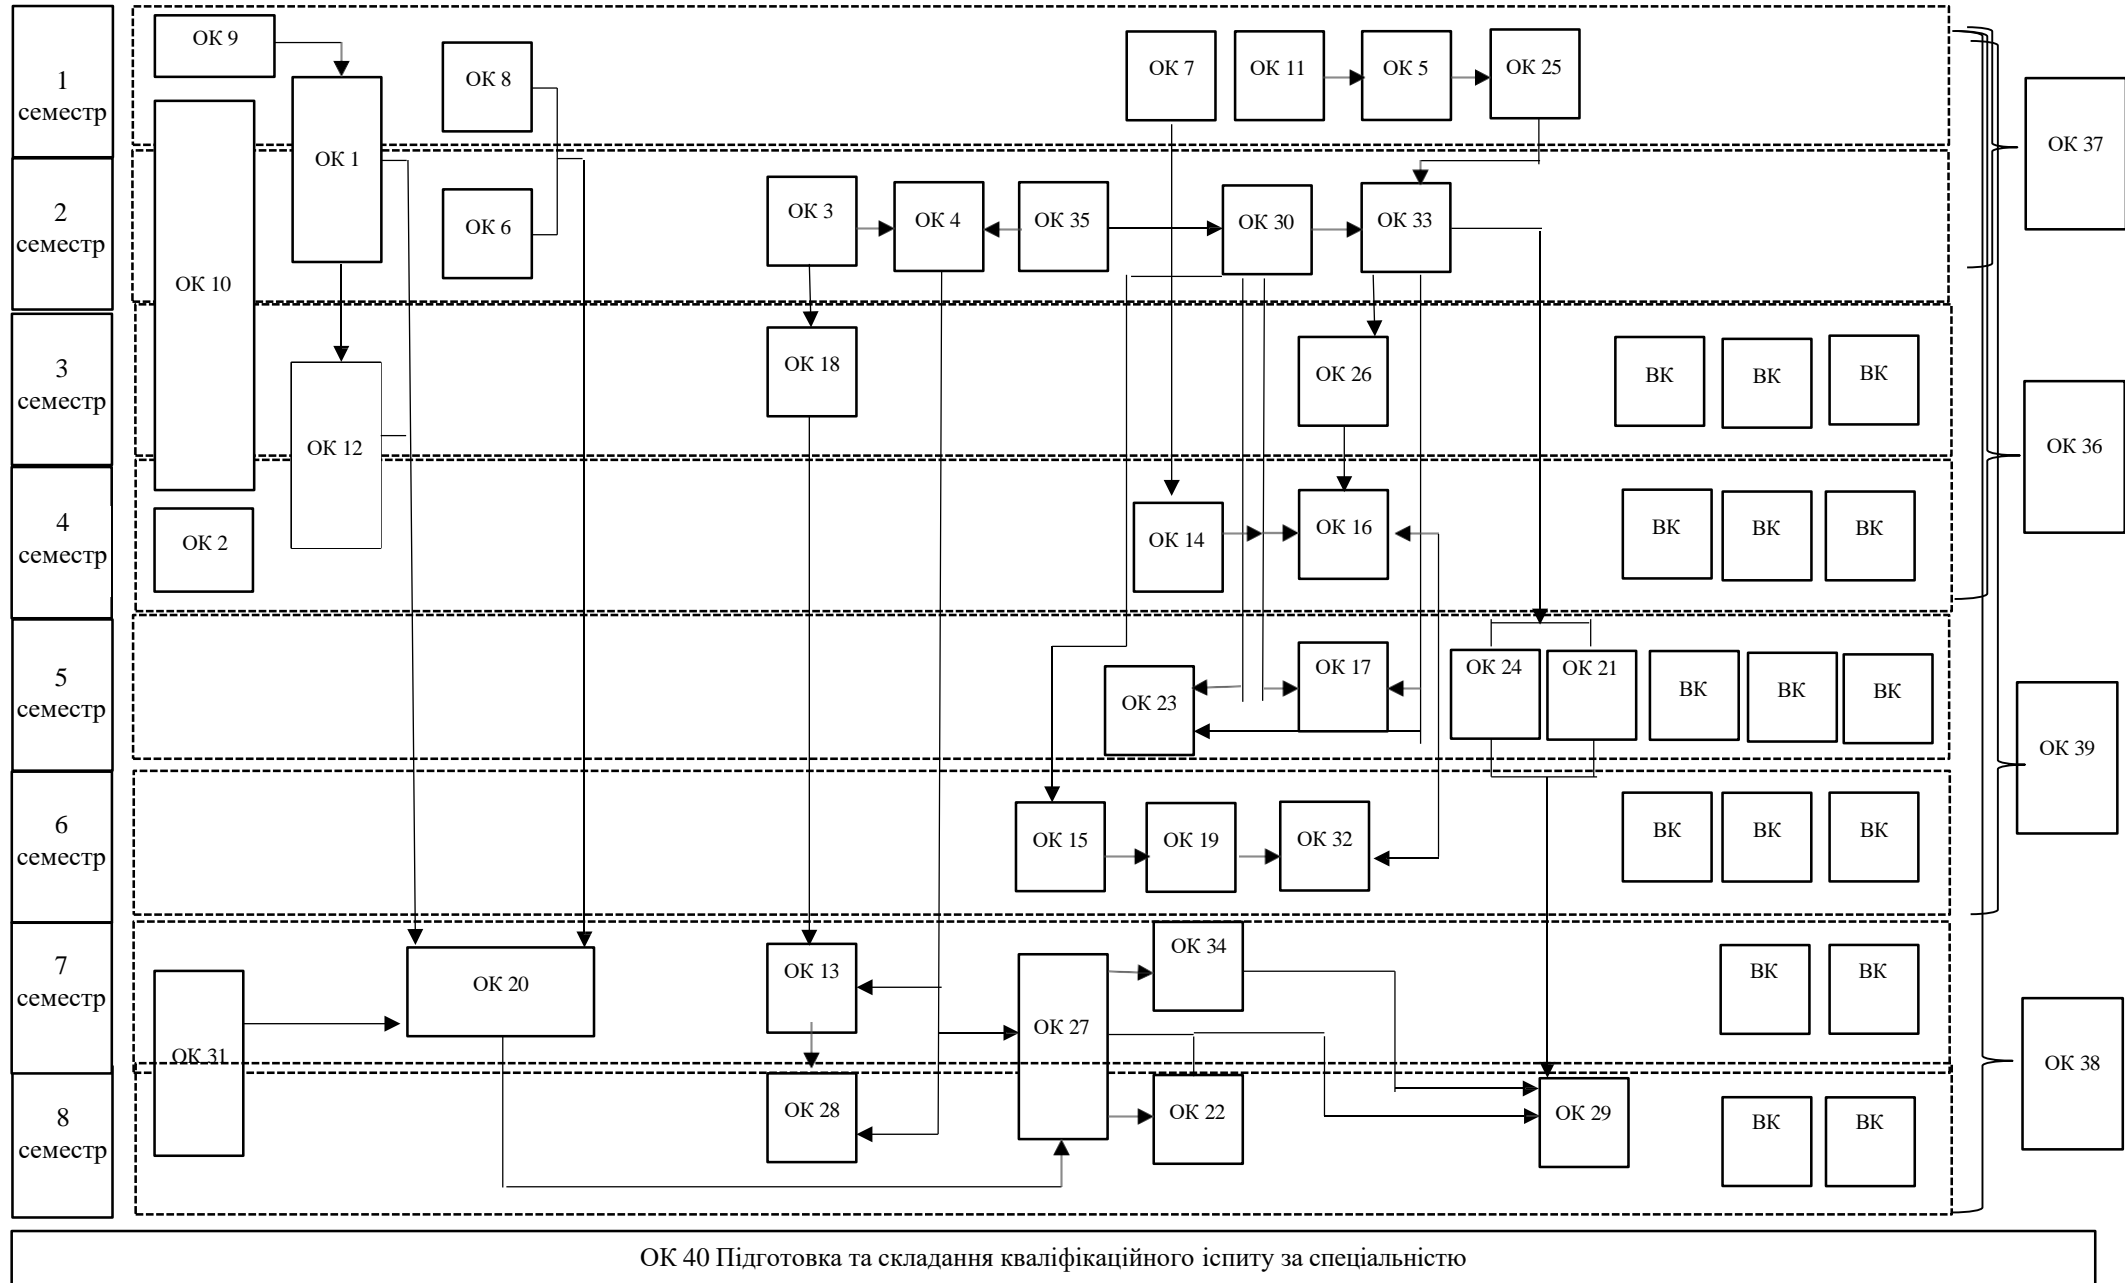 1
семестр
ОК 9
ОК 8
ОК 7
ОК 11
ОК 5
ОК 25
ОК 37
ОК 1
2
семестр
ОК 10
ОК 6
ОК 3
ОК 4
ОК 35
ОК 30
ОК 33
3
семестр
ОК 12
ОК 18
ОК 26
ВК
ВК
ВК
ОК 36
4
семестр
ОК 2
ОК 14
ОК 16
ВК
ВК
ВК
5
семестр
ОК 23
ОК 17
ОК 24
ОК 21
ВК
ВК
ВК
ОК 39
6
семестр
ОК 15
ОК 19
ОК 32
ВК
ВК
ВК
7
семестр
ОК 31
ОК 20
ОК 13
ОК 27
ОК 34
ВК
ВК
ОК 38
8
семестр
ОК 28
ОК 22
ОК 29
ВК
ВК
ОК 40 Підготовка та складання кваліфікаційного іспиту за спеціальністю